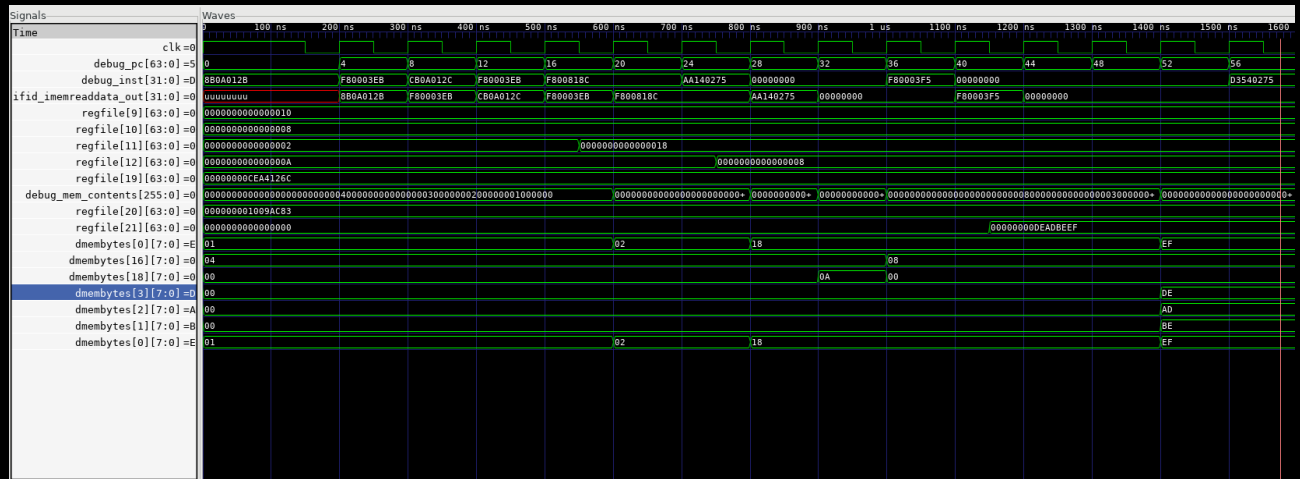 Signals Waves
Time 0 100 ns 200 ns 300 ns 400 ns 500 ns 600 ns 700 ns 800 ns 900 ns 1 us 1100 ns 1200 ns 1300 ns 1400 ns 1500 ns 1600
clk =0
debug_pc[63:0] =5 0 4 8 12 16 20 24 28 32 36 40 44 48 52 56
debug_inst[31:0] =D 8B0A012B F80003EB CB0A012C F80003EB F800818C AA140275 00000000 F80003F5 00000000 D3540275
ifid_imemreaddata_out[31:0] =0 uuuuuuuu 8B0A012B F80003EB CB0A012C F80003EB F800818C AA140275 00000000 F80003F5 00000000
regfile[9][63:0] =0 0000000000000010
regfile[10][63:0] =0 0000000000000008
regfile[11][63:0] =0 0000000000000002 0000000000000018
regfile[12][63:0] =0 000000000000000A 0000000000000008
regfile[19][63:0] =0 00000000CEA4126C
regfile[20][63:0] =0 000000001009AC83
regfile[21][63:0] =0 0000000000000000 00000000DEADBEEF
dmembytes[0][7:0] =E 01 02 18 EF
dmembytes[16][7:0] =0 04 08
dmembytes[18][7:0] =0 00 0A 00
dmembytes[3][7:0] =D 00 DE
dmembytes[2][7:0] =A 00 AD
dmembytes[1][7:0] =B 00 BE
dmembytes[0][7:0] =E 01 02 18 EF